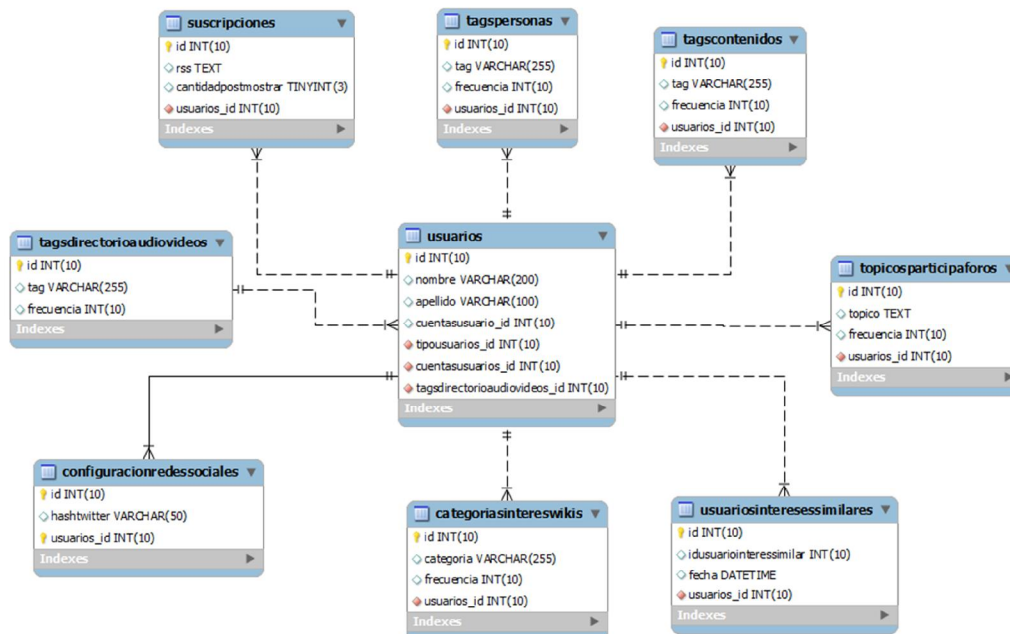 suscripciones
id INT(10)
rss TEXT
cantidadpostmostrar TINYINT(3)
usuarios_id INT(10)
Indexes
tagspersonas
id INT(10)
tag VARCHAR(255)
frecuencia INT(10)
usuarios_id INT(10)
Indexes
tagscontenidos
id INT(10)
tag VARCHAR(255)
frecuencia INT(10)
usuarios_id INT(10)
Indexes
tagsdirectorioaudiovideos
id INT(10)
tag VARCHAR(255)
frecuencia INT(10)
Indexes
usuarios
id INT(10)
nombre VARCHAR(200)
apellido VARCHAR(100)
cuentasusuario_id INT(10)
tipousuarios_id INT(10)
cuentasusuarios_id INT(10)
tagsdirectorioaudiovideos_id INT(10)
Indexes
topicosparticipaforos
id INT(10)
topico TEXT
frecuencia INT(10)
usuarios_id INT(10)
Indexes
configuracionredessociales
id INT(10)
hashtwitter VARCHAR(50)
usuarios_id INT(10)
Indexes
categoriasintereswikis
id INT(10)
categoria VARCHAR(255)
frecuencia INT(10)
usuarios_id INT(10)
Indexes
usuariosinteresessimilares
id INT(10)
idusuariointeressimilar INT(10)
fecha DATETIME
usuarios_id INT(10)
Indexes